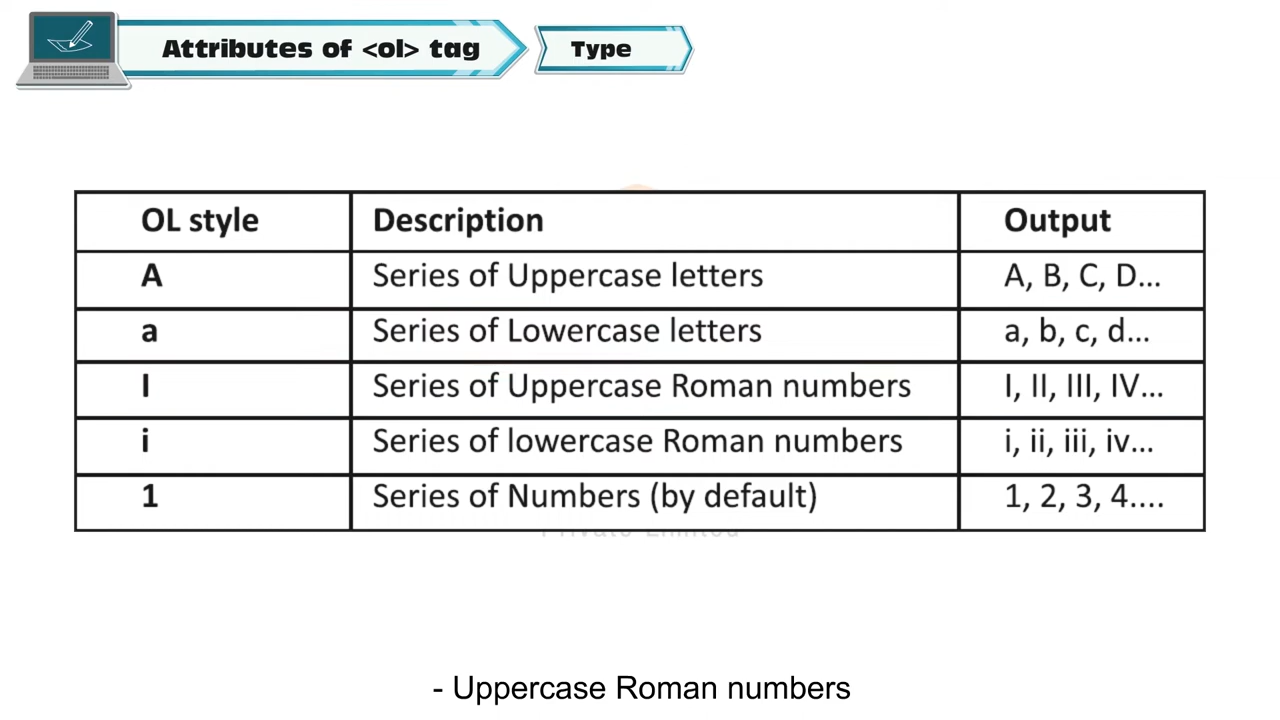 Attributes of <ol> tag
Type
OL style Description Output
A Series of Uppercase letters A, B, C, D...
a Series of Lowercase letters a, b, c, d...
I Series of Uppercase Roman numbers I, II, III, IV...
i Series of lowercase Roman numbers i, ii, iii, iv...
1 Series of Numbers (by default) 1, 2, 3, 4....
Private Limited
- Uppercase Roman numbers